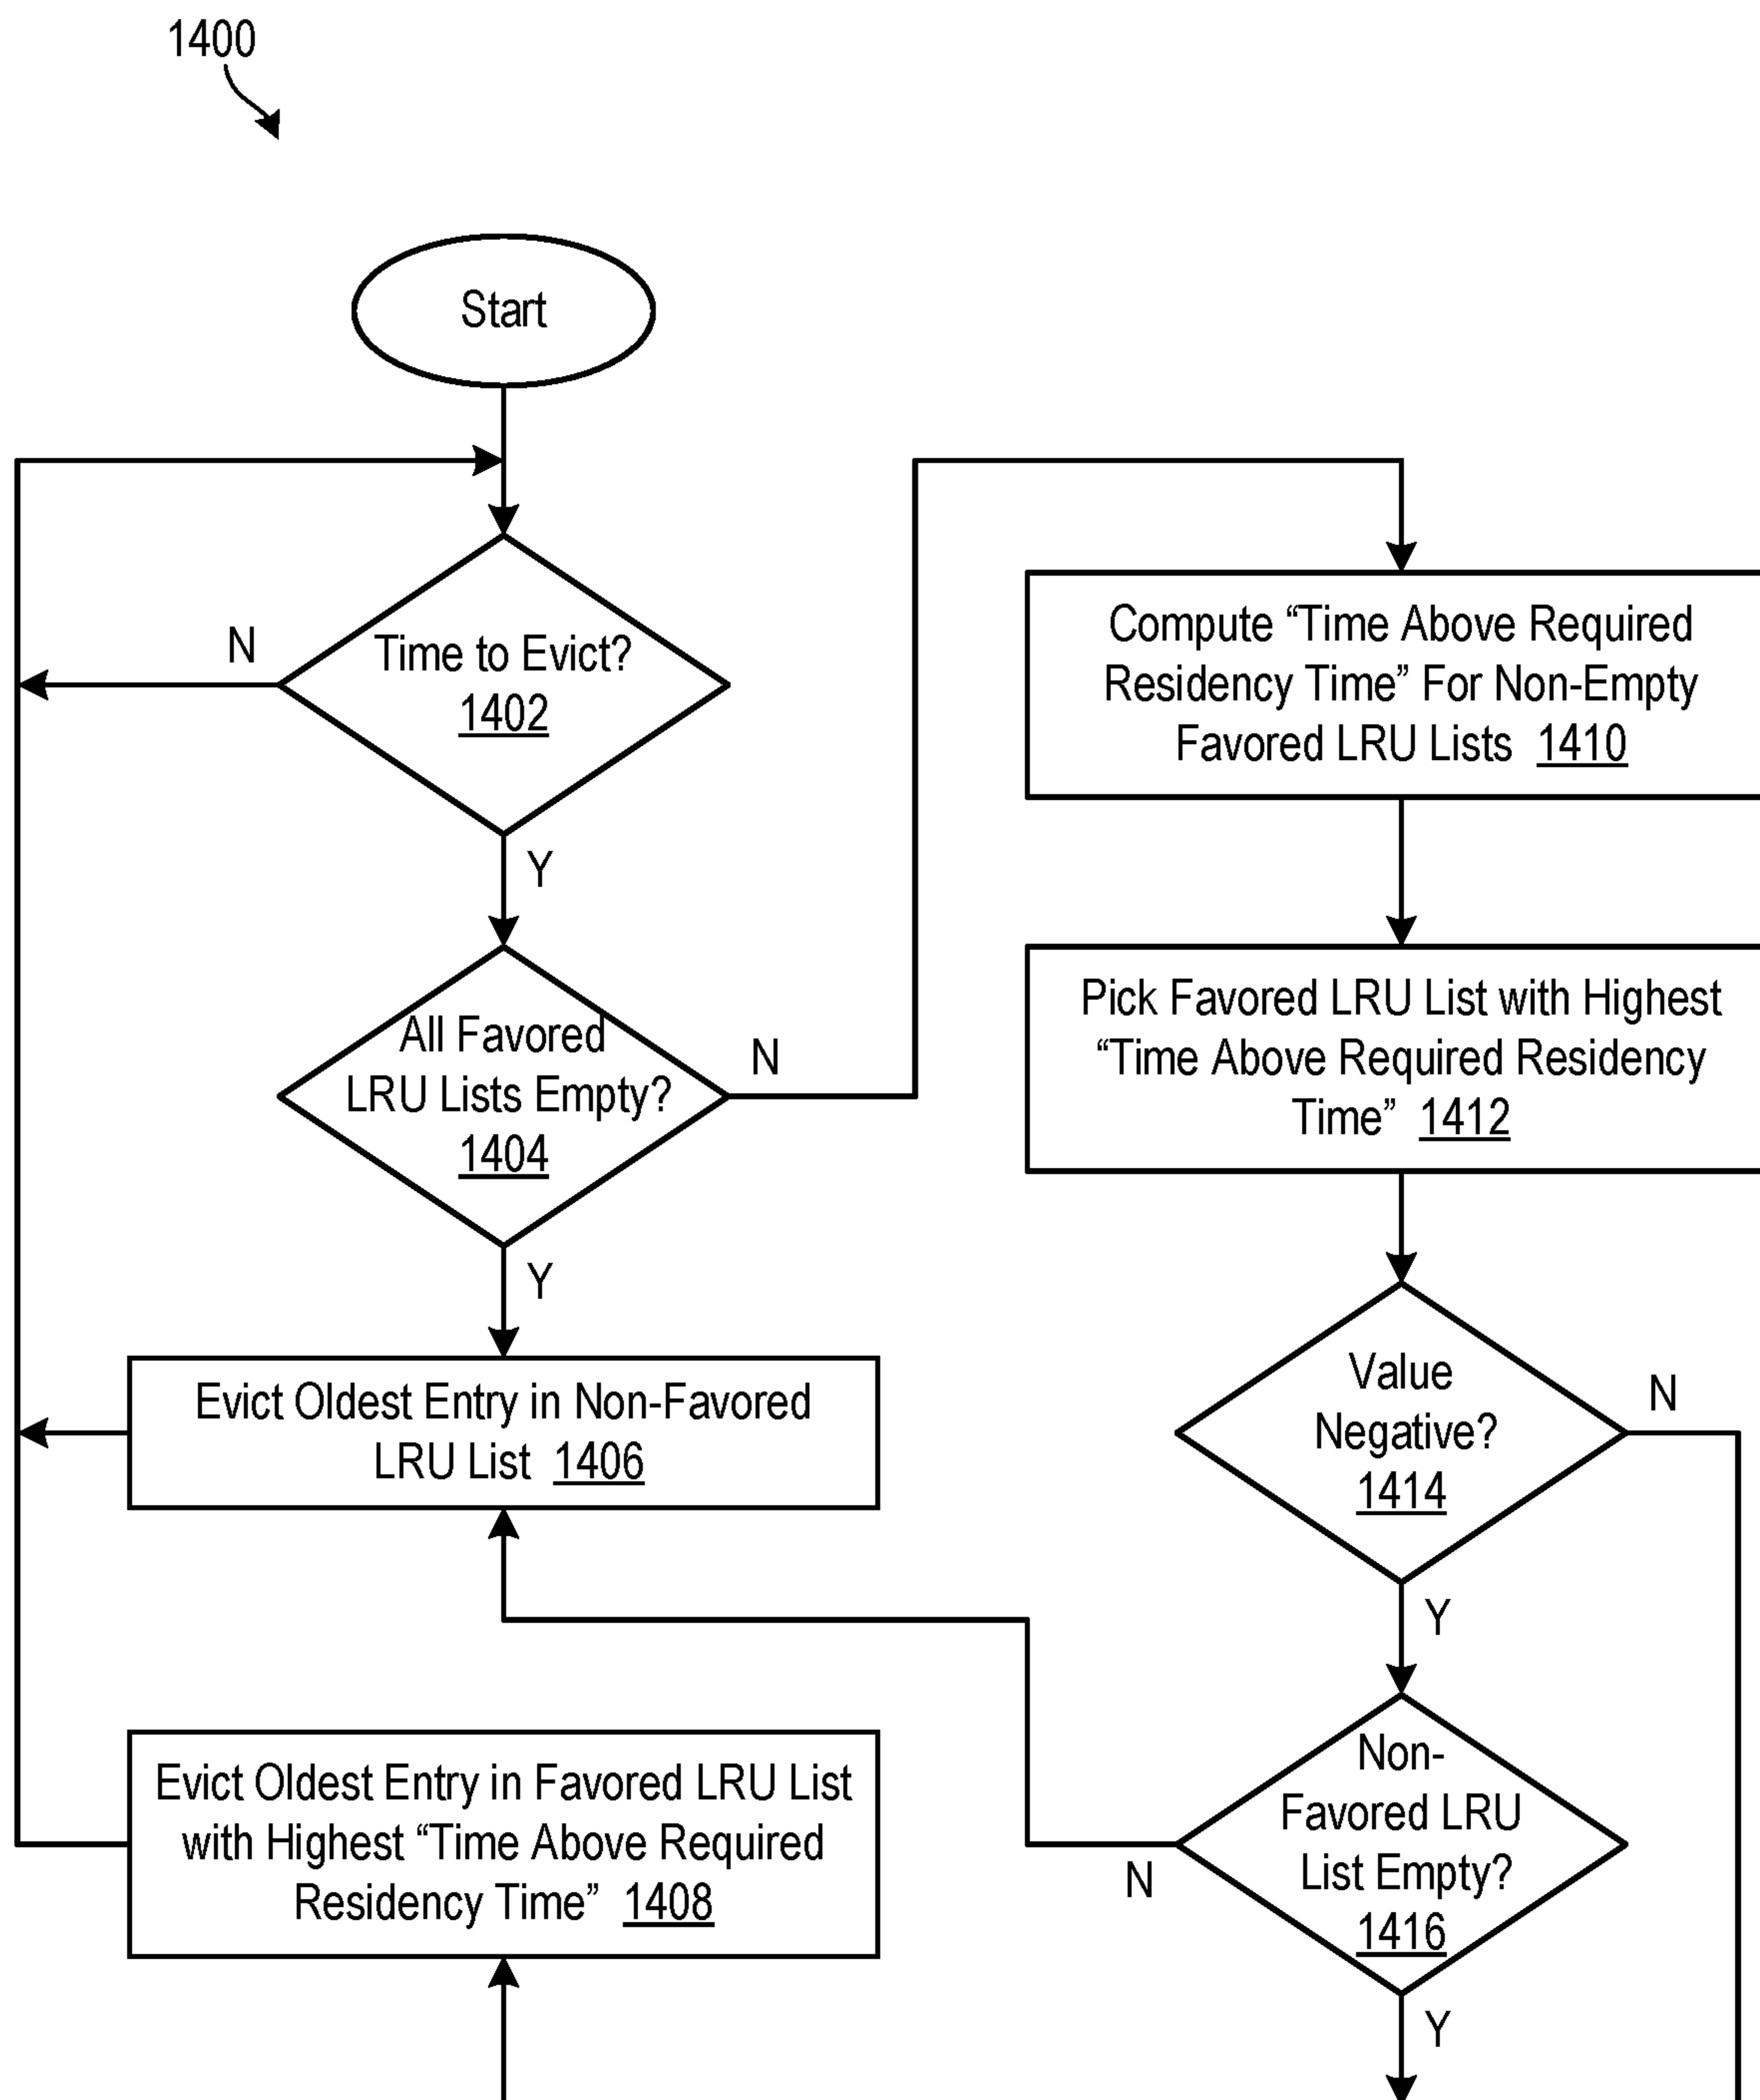 1400
Start
Time to Evict?
1402
N
Y
All Favored
LRU Lists Empty?
1404
N
Y
Evict Oldest Entry in Non-Favored
LRU List 1406
Evict Oldest Entry in Favored LRU List
with Highest “Time Above Required
Residency Time” 1408
Compute “Time Above Required
Residency Time” For Non-Empty
Favored LRU Lists 1410
Pick Favored LRU List with Highest
“Time Above Required Residency
Time” 1412
Value
Negative?
1414
N
Y
Non-
Favored LRU
List Empty?
1416
N
Y